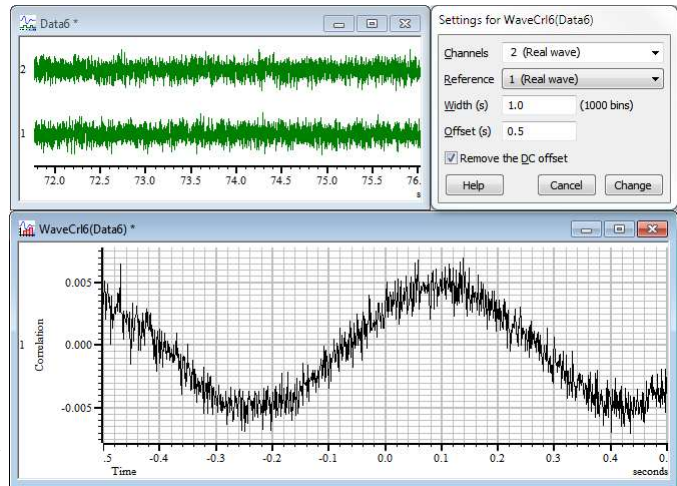 Data6 *
2
1
72.0 72.5 73.0 73.5 74.0 74.5 75.0 75.5 76.
s
Settings for WaveCrl6(Data6)
Channels 2 (Real wave)
Reference 1 (Real wave)
Width (s) 1.0 (1000 bins)
Offset (s) 0.5
Remove the DC offset
Help Cancel Change
WaveCrl6(Data6) *
0.005
0.000
-0.005
1
Correlation
.5 -0.4 -0.3 -0.2 -0.1 0.0 0.1 0.2 0.3 0.4 0.
Time seconds